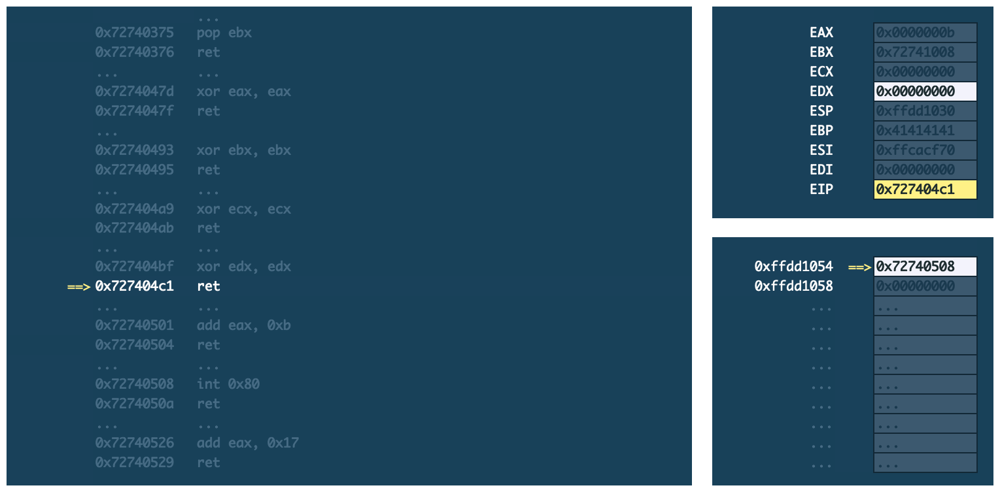 ...
0x72740375 pop ebx
0x72740376 ret
... ...
0x7274047d xor eax, eax
0x7274047f ret
...
0x72740493 xor ebx, ebx
0x72740495 ret
... ...
0x727404a9 xor ecx, ecx
0x727404ab ret
... ...
0x727404bf xor edx, edx
==> 0x727404c1 ret
... ...
0x72740501 add eax, 0xb
0x72740504 ret
... ...
0x72740508 int 0x80
0x7274050a ret
... ...
0x72740526 add eax, 0x17
0x72740529 ret
EAX 0x0000000b
EBX 0x72741008
ECX 0x00000000
EDX 0x00000000
ESP 0xffdd1030
EBP 0x41414141
ESI 0xffcacf70
EDI 0x00000000
EIP 0x727404c1
0xffdd1054 ==> 0x72740508
0xffdd1058 0x00000000
... ...
... ...
... ...
... ...
... ...
... ...
... ...
... ...
... ...